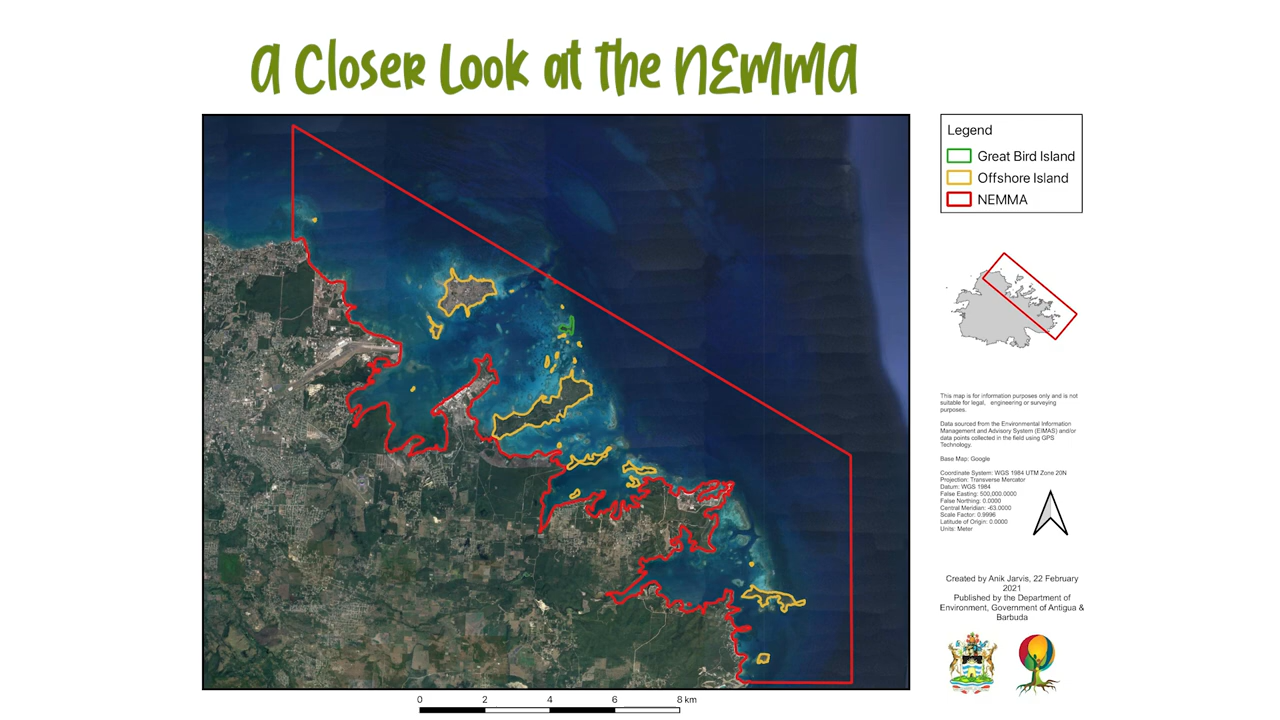 a Closer Look at the NEMMA
Legend
Great Bird Island
Offshore Island
NEMMA
This map is for information purposes only and is not
suitable for legal, engineering or surveying
purposes.
Data sourced from the Environmental Information
Management and Advisory System (EIMAS) and/or
data points collected in the field using GPS
Technology.
Base Map: Google
Coordinate System: WGS 1984 UTM Zone 20N
Projection: Transverse Mercator
Datum: WGS 1984
False Easting: 500,000.0000
False Northing: 0.0000
Central Meridian: -63.0000
Scale Factor: 0.9996
Latitude of Origin: 0.0000
Units: Meter
Created by Anik Jarvis, 22 February
2021
Published by the Department of
Environment, Government of Antigua &
Barbuda
0 2 4 6 8 km